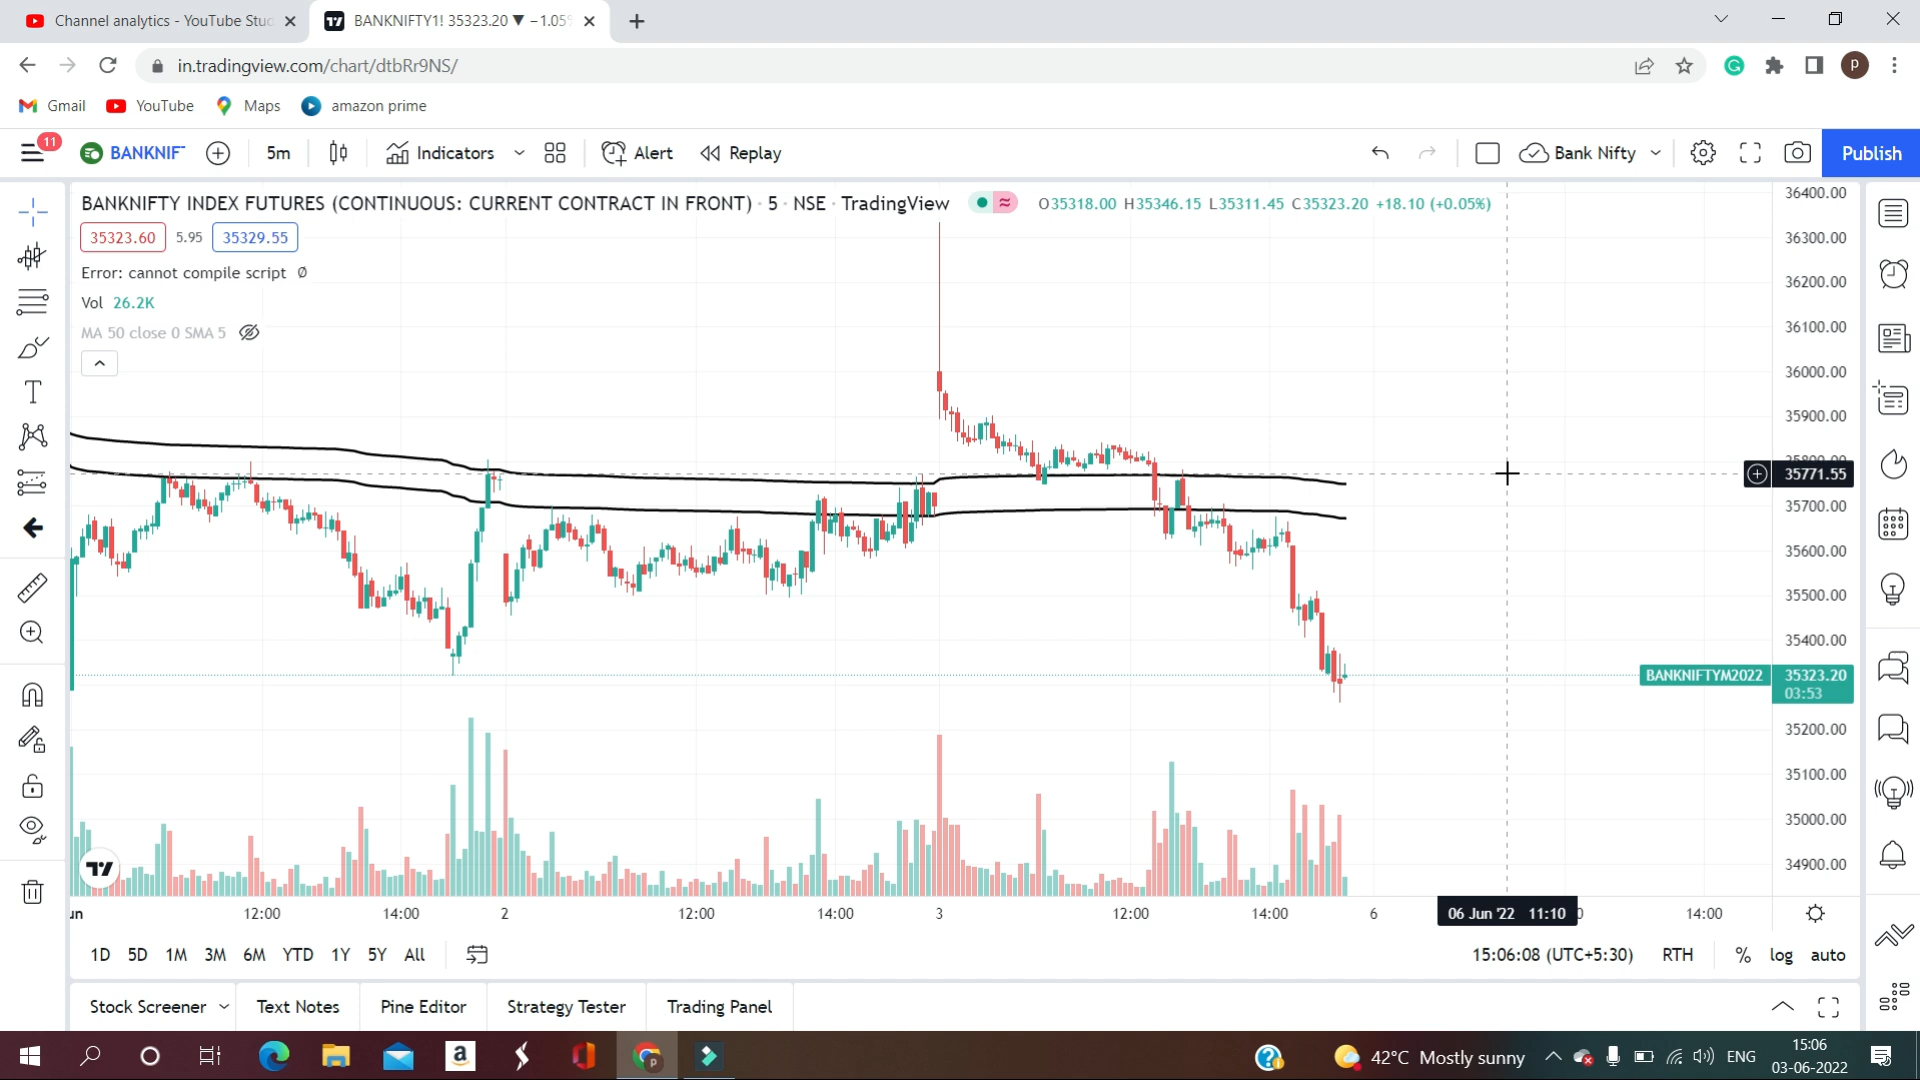 Channel analytics - YouTube Stud
BANKNIFTY1! 35323.20 ▼ −1.05%
in.tradingview.com/chart/dtbRr9NS/
P
Gmail YouTube Maps amazon prime
11
BANKNIF 5m Indicators Alert Replay Bank Nifty Publish
BANKNIFTY INDEX FUTURES (CONTINUOUS: CURRENT CONTRACT IN FRONT) · 5 · NSE · TradingView O35318.00 H35346.15 L35311.45 C35323.20 +18.10 (+0.05%)
35323.60 5.95 35329.55
Error: cannot compile script
Vol 26.2K
MA 50 close 0 SMA 5
36400.00
36300.00
36200.00
36100.00
36000.00
35900.00
35800.00
35771.55
35700.00
35600.00
35500.00
35400.00
BANKNIFTYM2022 35323.20
03:53
35200.00
35100.00
35000.00
34900.00
un 12:00 14:00 2 12:00 14:00 3 12:00 14:00 6 06 Jun '22 11:10 0 14:00
1D 5D 1M 3M 6M YTD 1Y 5Y All 15:06:08 (UTC+5:30) RTH % log auto
Stock Screener Text Notes Pine Editor Strategy Tester Trading Panel
42°C Mostly sunny ENG 15:06
03-06-2022